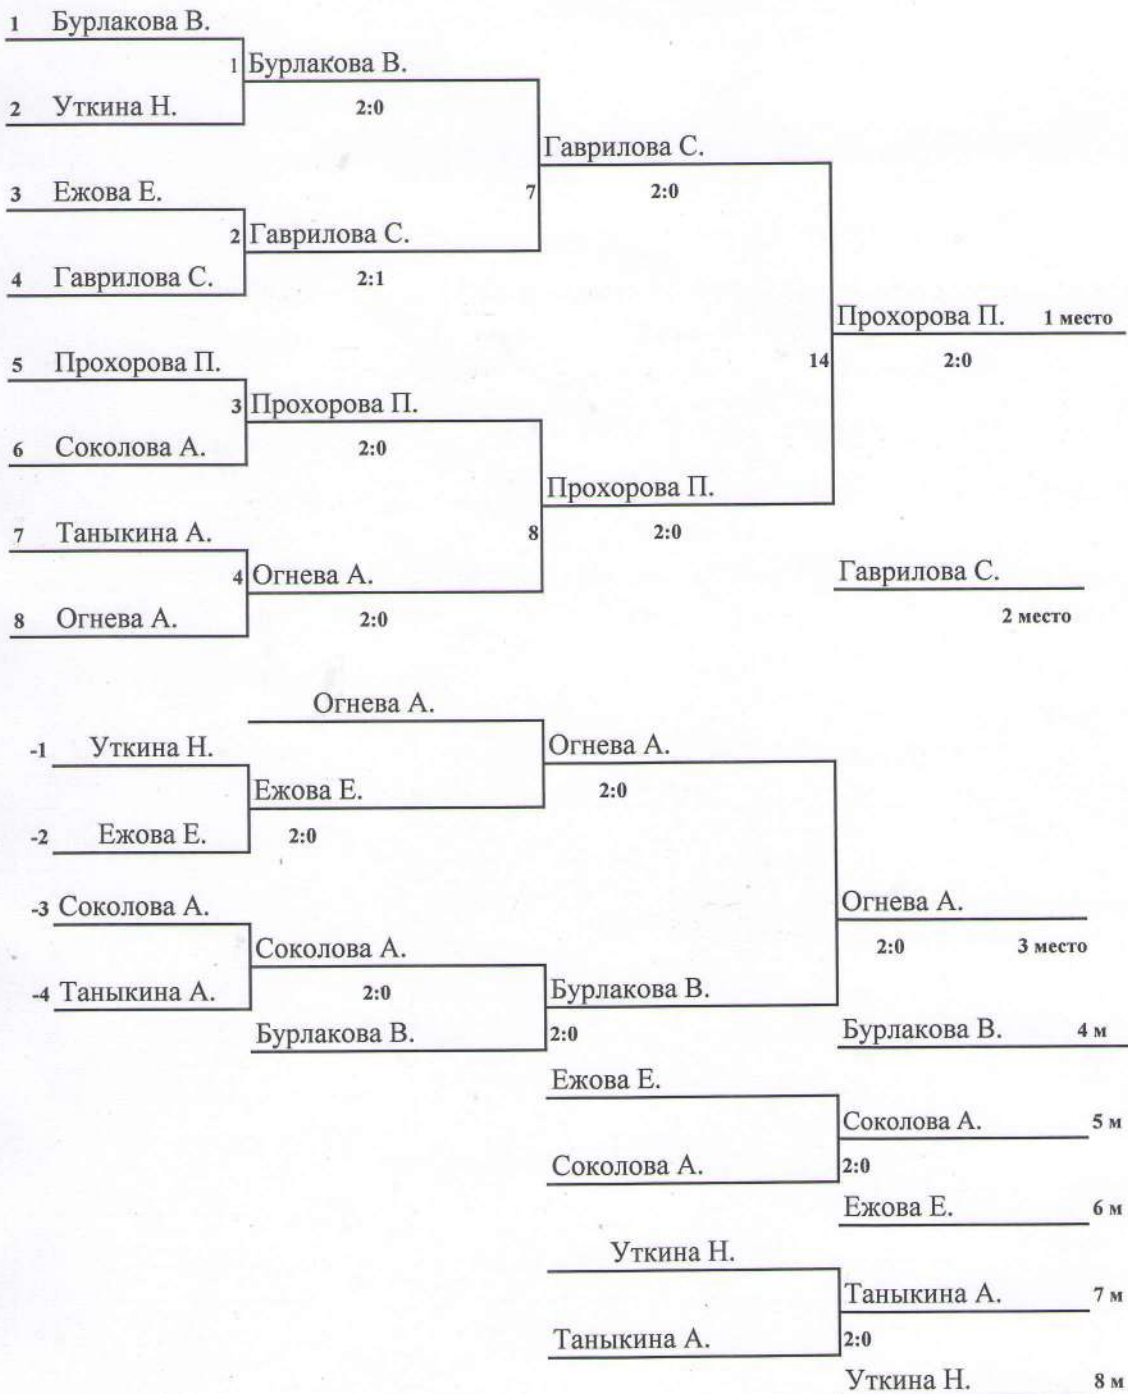 1 Бурлакова В.
1 Бурлакова В.
2 Уткина Н.
2:0
Гаврилова С.
7
2:0
3 Ежова Е.
2 Гаврилова С.
4 Гаврилова С.
2:1
Прохорова П. 1 место
14
2:0
5 Прохорова П.
3 Прохорова П.
6 Соколова А.
2:0
Прохорова П.
8
2:0
7 Таныкина А.
4 Огнева А.
8 Огнева А.
2:0
Гаврилова С.
2 место
Огнева А.
-1 Уткина Н.
Огнева А.
2:0
Ежова Е.
-2 Ежова Е.
2:0
-3 Соколова А.
Соколова А.
-4 Таныкина А.
2:0
Бурлакова В.
Бурлакова В.
2:0
Огнева А.
2:0 3 место
Бурлакова В. 4 м
Ежова Е.
Соколова А. 5 м
Соколова А.
2:0
Ежова Е. 6 м
Уткина Н.
Таныкина А. 7 м
Таныкина А.
2:0
Уткина Н. 8 м